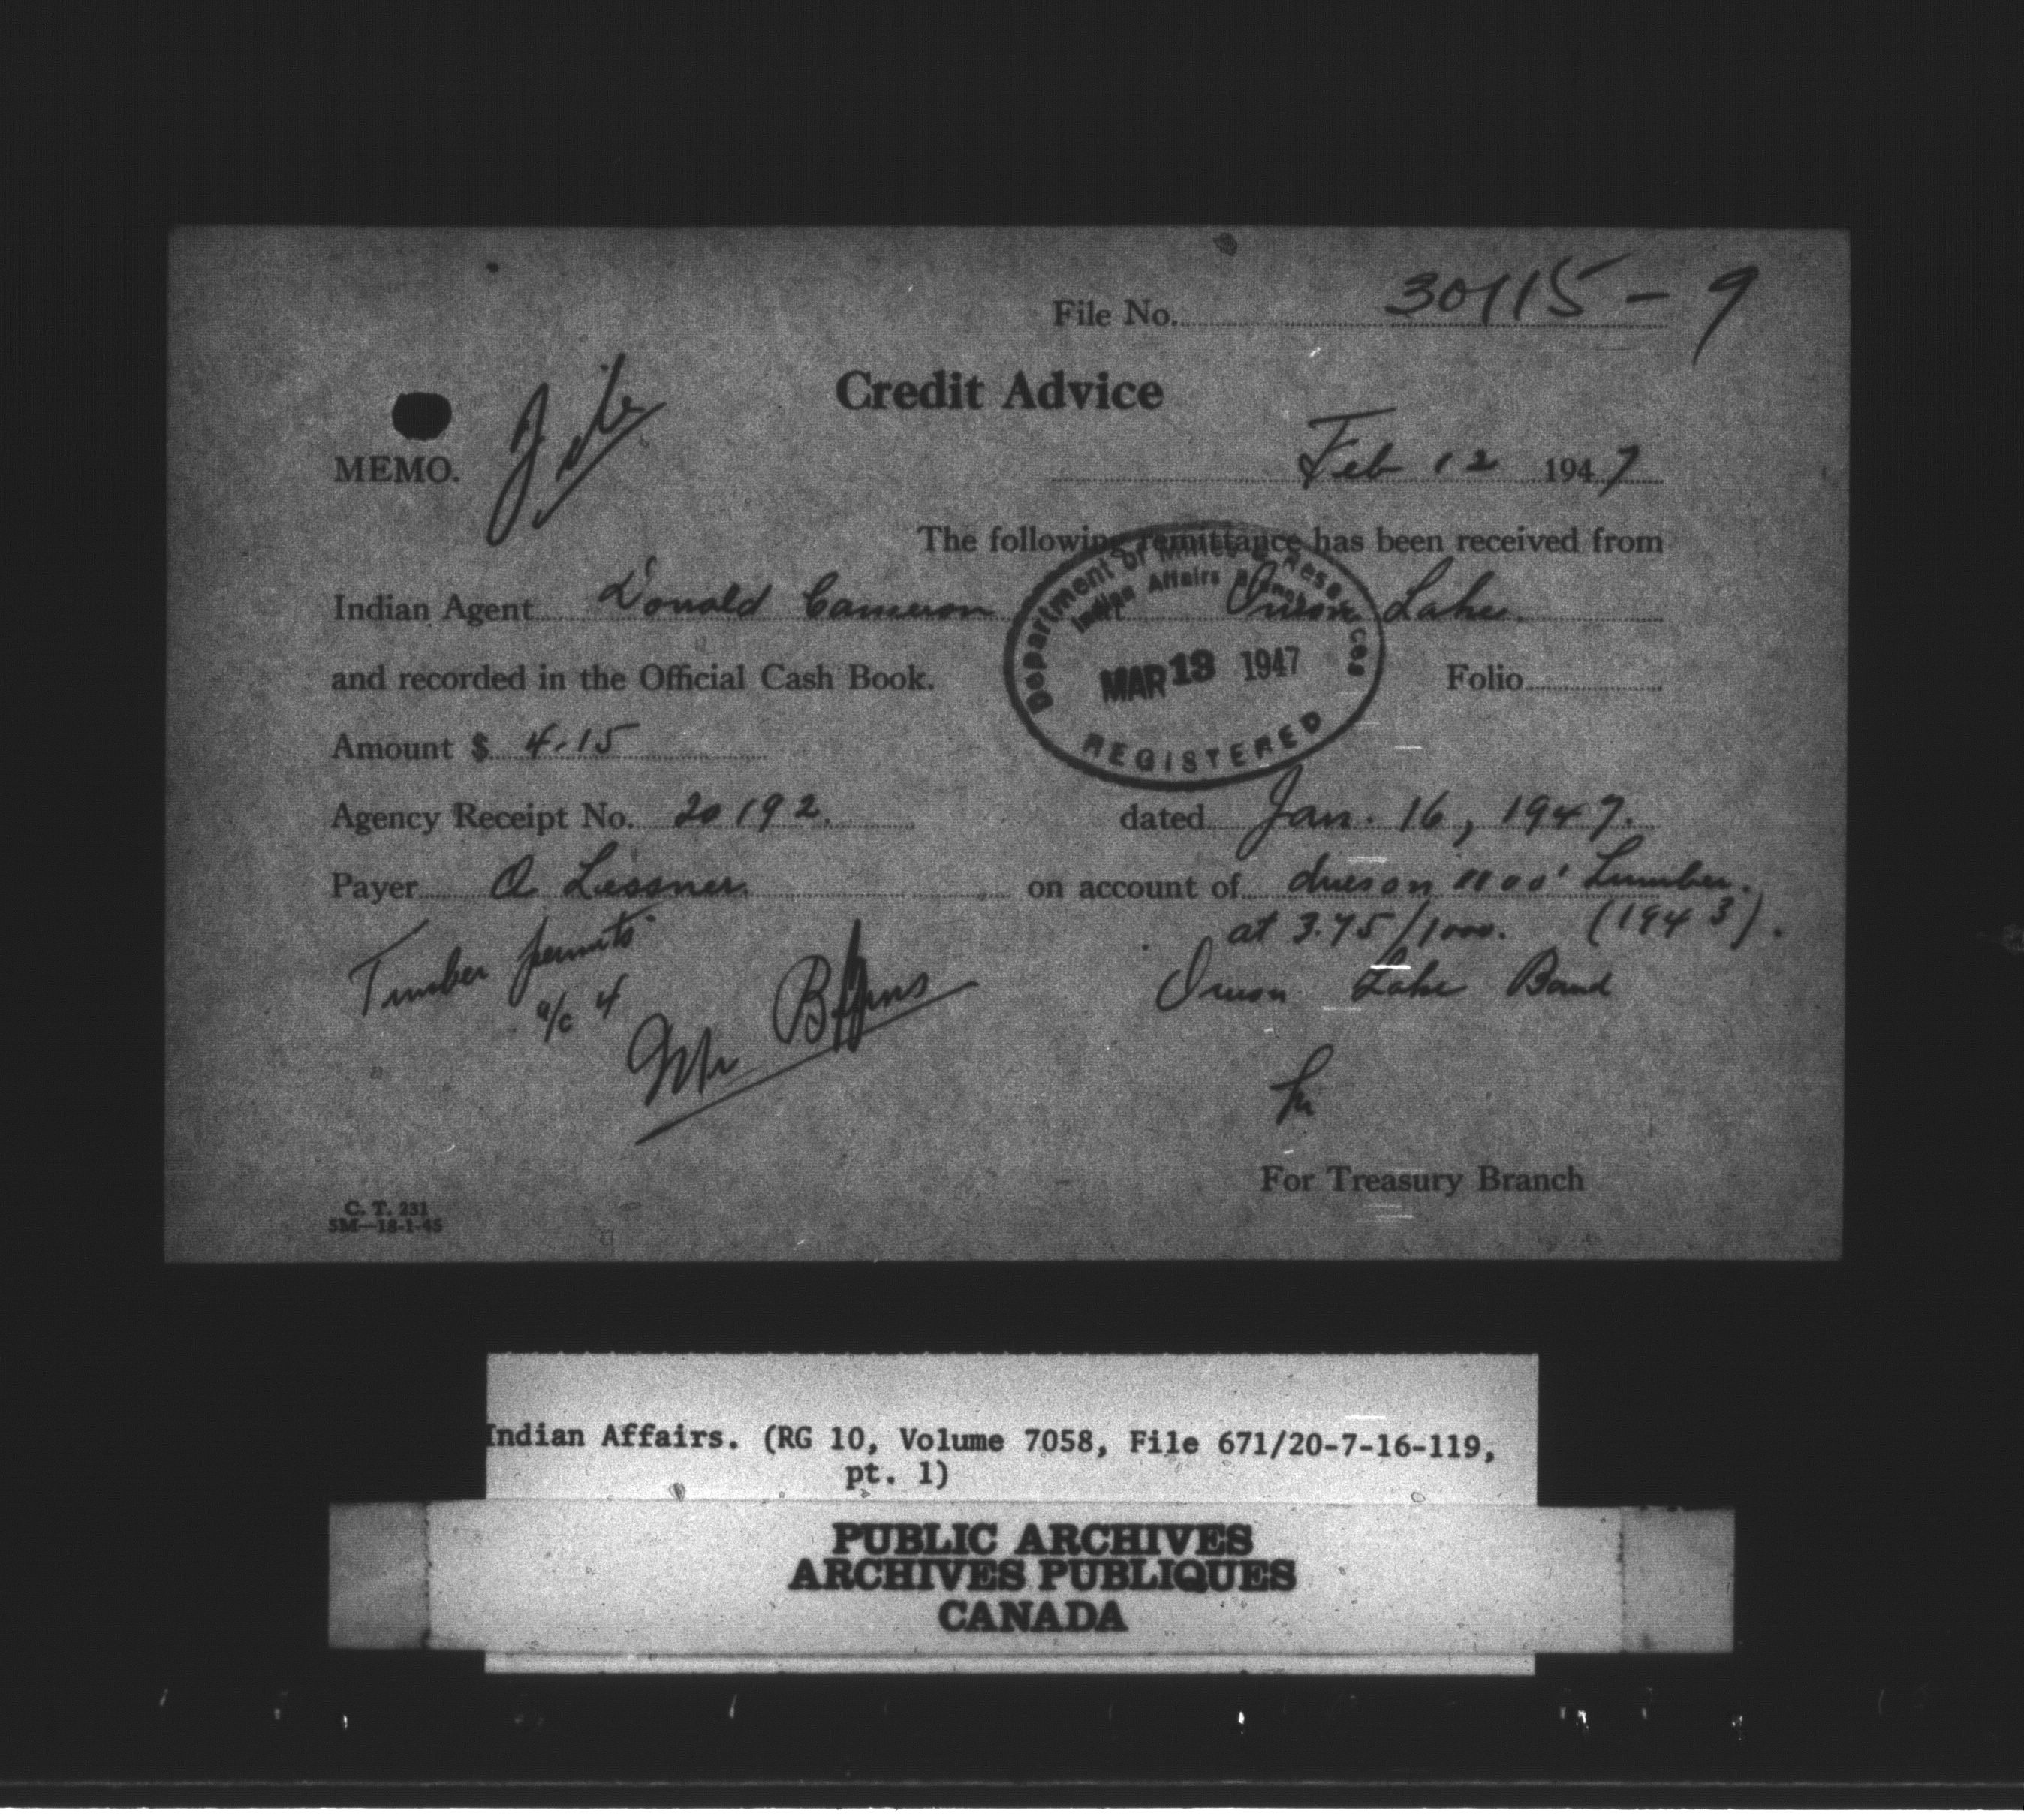 File No. 30115-9
Credit Advice
MEMO. File
Feb 12 1947
The following remittance has been received from
Indian Agent Donald Cameron Onion Lake
and recorded in the Official Cash Book. Folio
Department of Mines & Resources
Indian Affairs Branch
MAR 13 1947
REGISTERED
Amount $ 4.15
Agency Receipt No. 20192. dated Jan. 16, 1947.
Payer A Lessner. on account of dues on 1100' Lumber.
at 3.75/1000. (1943).
Timber permits
a/c 4
Onion Lake Band
Mr
For Treasury Branch
C. T. 231
5M—18-1-45
Indian Affairs. (RG 10, Volume 7058, File 671/20-7-16-119,
pt. 1)
PUBLIC ARCHIVES
ARCHIVES PUBLIQUES
CANADA